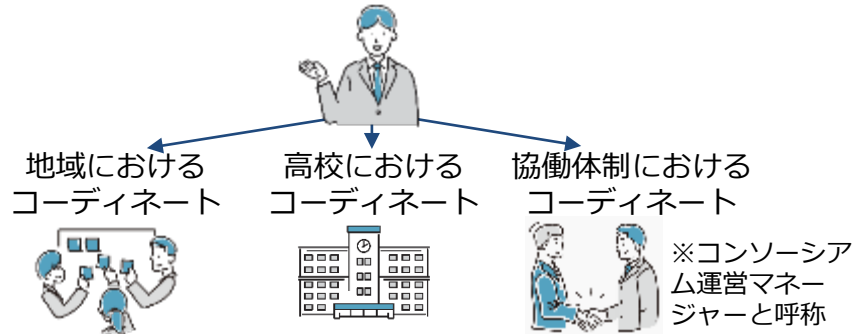 地域における
コーディネート
高校における
コーディネート
協働体制における
コーディネート
※コンソーシア
ム運営マネー
ジャーと呼称